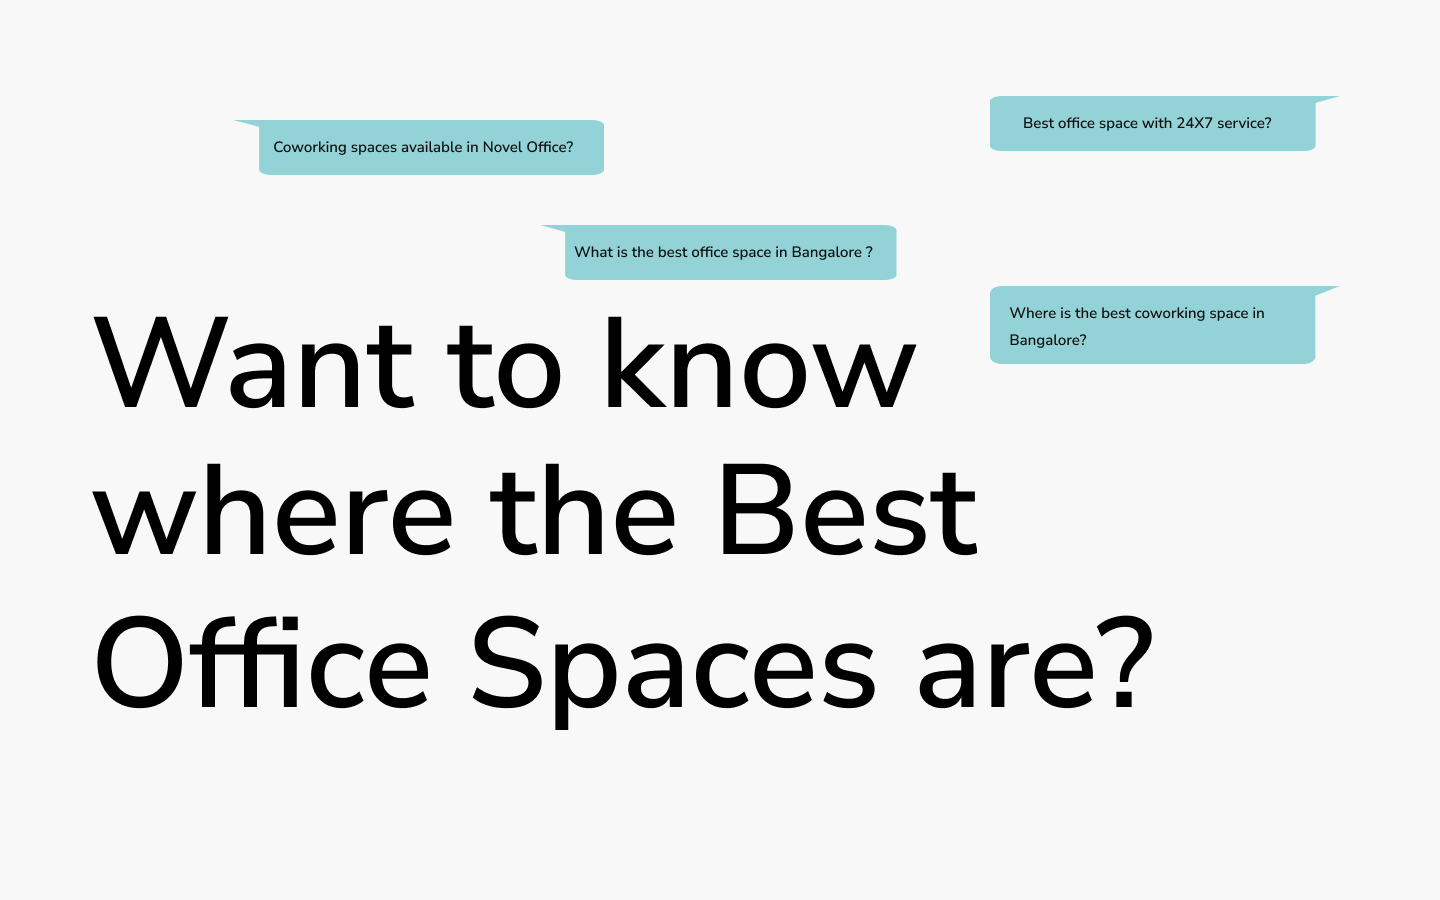 Best office space with 24X7 service?
Coworking spaces available in Novel Office?
What is the best office space in Bangalore ?
Where is the best coworking space in
Bangalore?
Want to know
where the Best
Office Spaces are?